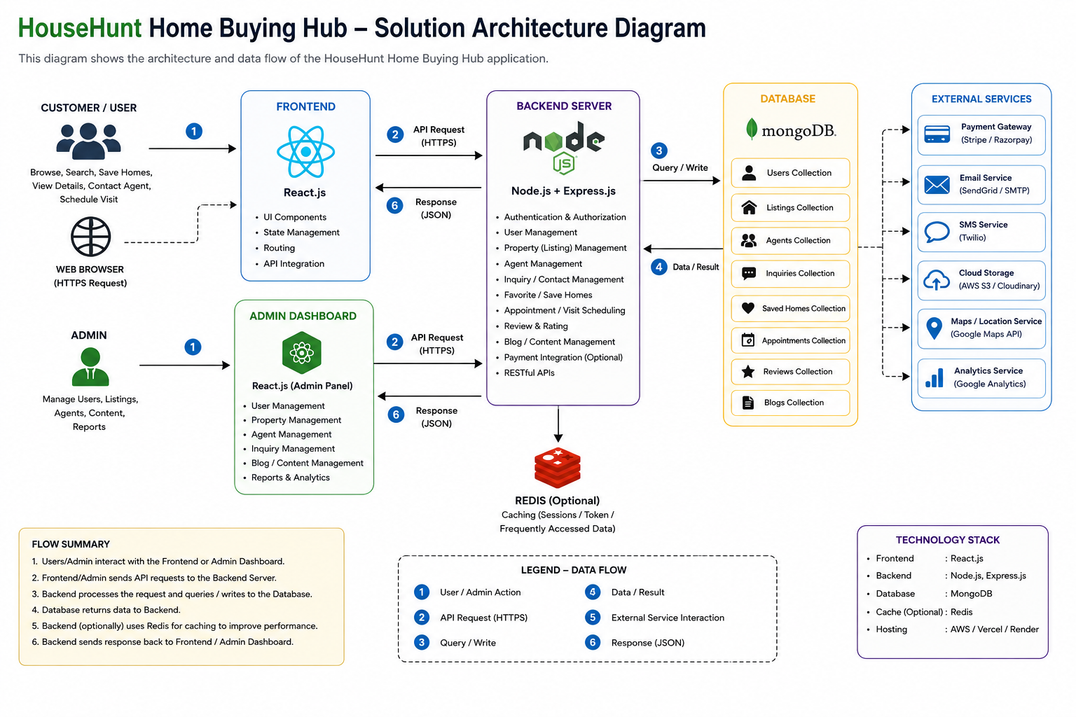 HouseHunt Home Buying Hub – Solution Architecture Diagram
This diagram shows the architecture and data flow of the HouseHunt Home Buying Hub application.
CUSTOMER / USER
Browse, Search, Save Homes,
View Details, Contact Agent,
Schedule Visit
WEB BROWSER
(HTTPS Request)
1
ADMIN
Manage Users, Listings,
Agents, Content,
Reports
1
FRONTEND
React.js
• UI Components
• State Management
• Routing
• API Integration
ADMIN DASHBOARD
React.js (Admin Panel)
• User Management
• Property Management
• Agent Management
• Inquiry Management
• Blog / Content Management
• Reports & Analytics
2 API Request
(HTTPS)
6 Response
(JSON)
2 API Request
(HTTPS)
6 Response
(JSON)
BACKEND SERVER
node
JS
Node.js + Express.js
• Authentication & Authorization
• User Management
• Property (Listing) Management
• Agent Management
• Inquiry / Contact Management
• Favorite / Save Homes
• Appointment / Visit Scheduling
• Review & Rating
• Blog / Content Management
• Payment Integration (Optional)
• RESTful APIs
REDIS (Optional)
Caching (Sessions / Token /
Frequently Accessed Data)
3
Query / Write
4 Data / Result
DATABASE
mongoDB.
Users Collection
Listings Collection
Agents Collection
Inquiries Collection
Saved Homes Collection
Appointments Collection
Reviews Collection
Blogs Collection
EXTERNAL SERVICES
Payment Gateway
(Stripe / Razorpay)
Email Service
(SendGrid / SMTP)
SMS Service
(Twilio)
Cloud Storage
(AWS S3 / Cloudinary)
Maps / Location Service
(Google Maps API)
Analytics Service
(Google Analytics)
FLOW SUMMARY
1. Users/Admin interact with the Frontend or Admin Dashboard.
2. Frontend/Admin sends API requests to the Backend Server.
3. Backend processes the request and queries / writes to the Database.
4. Database returns data to Backend.
5. Backend (optionally) uses Redis for caching to improve performance.
6. Backend sends response back to Frontend / Admin Dashboard.
LEGEND – DATA FLOW
1 User / Admin Action
2 API Request (HTTPS)
3 Query / Write
4 Data / Result
5 External Service Interaction
6 Response (JSON)
TECHNOLOGY STACK
• Frontend : React.js
• Backend : Node.js, Express.js
• Database : MongoDB
• Cache (Optional) : Redis
• Hosting : AWS / Vercel / Render